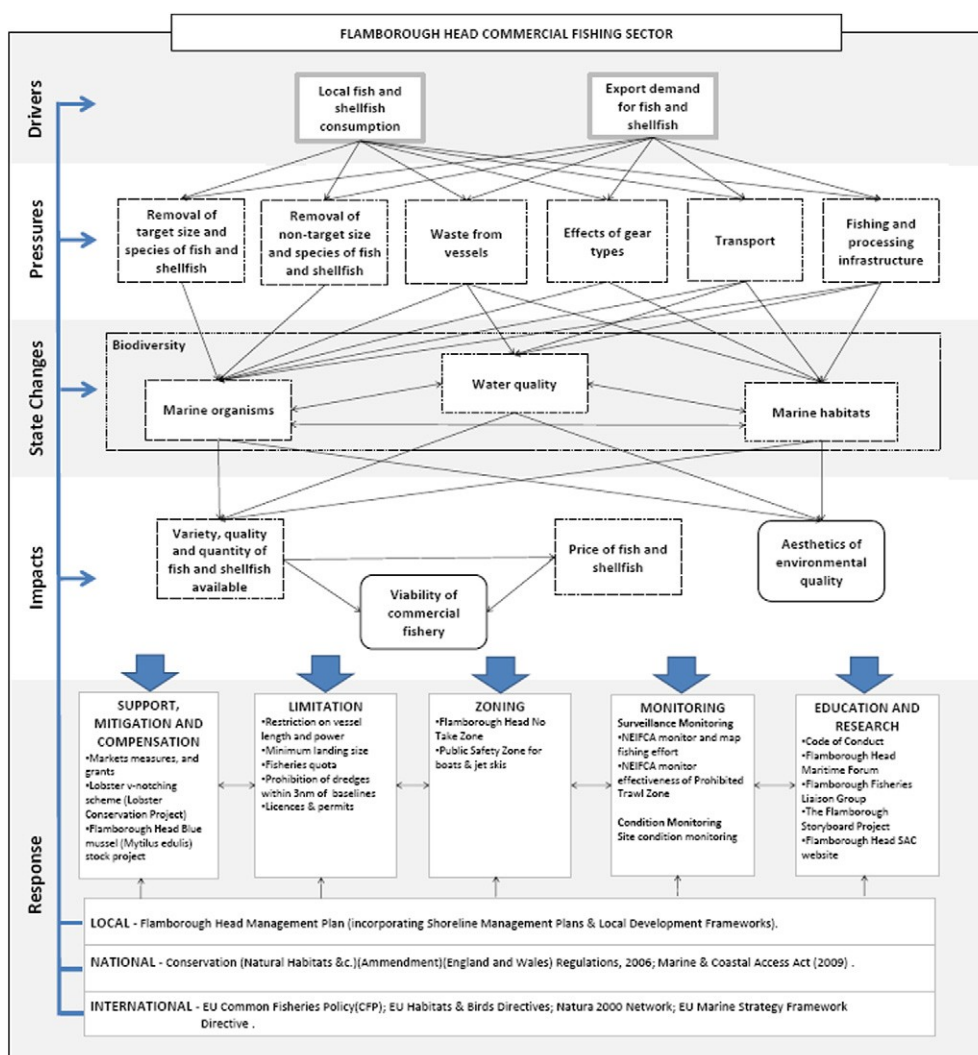 FLAMBOROUGH HEAD COMMERCIAL FISHING SECTOR
Drivers
Local fish and
shellfish
consumption
Export demand
for fish and
shellfish
Pressures
Removal of
target size and
species of fish and
shellfish
Removal of
non-target size
and species of fish
and shellfish
Waste from
vessels
Effects of gear
types
Transport
Fishing and
processing
infrastructure
State Changes
Biodiversity
Marine organisms
Water quality
Marine habitats
Impacts
Variety, quality
and quantity of
fish and shellfish
available
Viability of
commercial
fishery
Price of fish and
shellfish
Aesthetics of
environmental
quality
Response
SUPPORT,
MITIGATION AND
COMPENSATION
•Markets measures, and
grants
•Lobster v-notching
scheme (Lobster
Conservation Project)
•Flamborough Head Blue
mussel (Mytilus edulis)
stock project
LIMITATION
•Restriction on vessel
length and power
•Minimum landing size
•Fisheries quota
•Prohibition of dredges
within 3nm of baselines
•Licences & permits
ZONING
•Flamborough Head No
Take Zone
•Public Safety Zone for
boats & jet skis
MONITORING
Surveillance Monitoring
•NEIFCA monitor and map
fishing effort
•NEIFCA monitor
effectiveness of Prohibited
Trawl Zone
Condition Monitoring
Site condition monitoring
EDUCATION AND
RESEARCH
•Code of Conduct
•Flamborough Head
Maritime Forum
•Flamborough Fisheries
Liaison Group
•The Flamborough
Storyboard Project
•Flamborough Head SAC
website
LOCAL - Flamborough Head Management Plan (incorporating Shoreline Management Plans & Local Development Frameworks).
NATIONAL - Conservation (Natural Habitats &c.)(Ammendment)(England and Wales) Regulations, 2006; Marine & Coastal Access Act (2009) .
INTERNATIONAL - EU Common Fisheries Policy(CFP); EU Habitats & Birds Directives; Natura 2000 Network; EU Marine Strategy Framework
Directive .